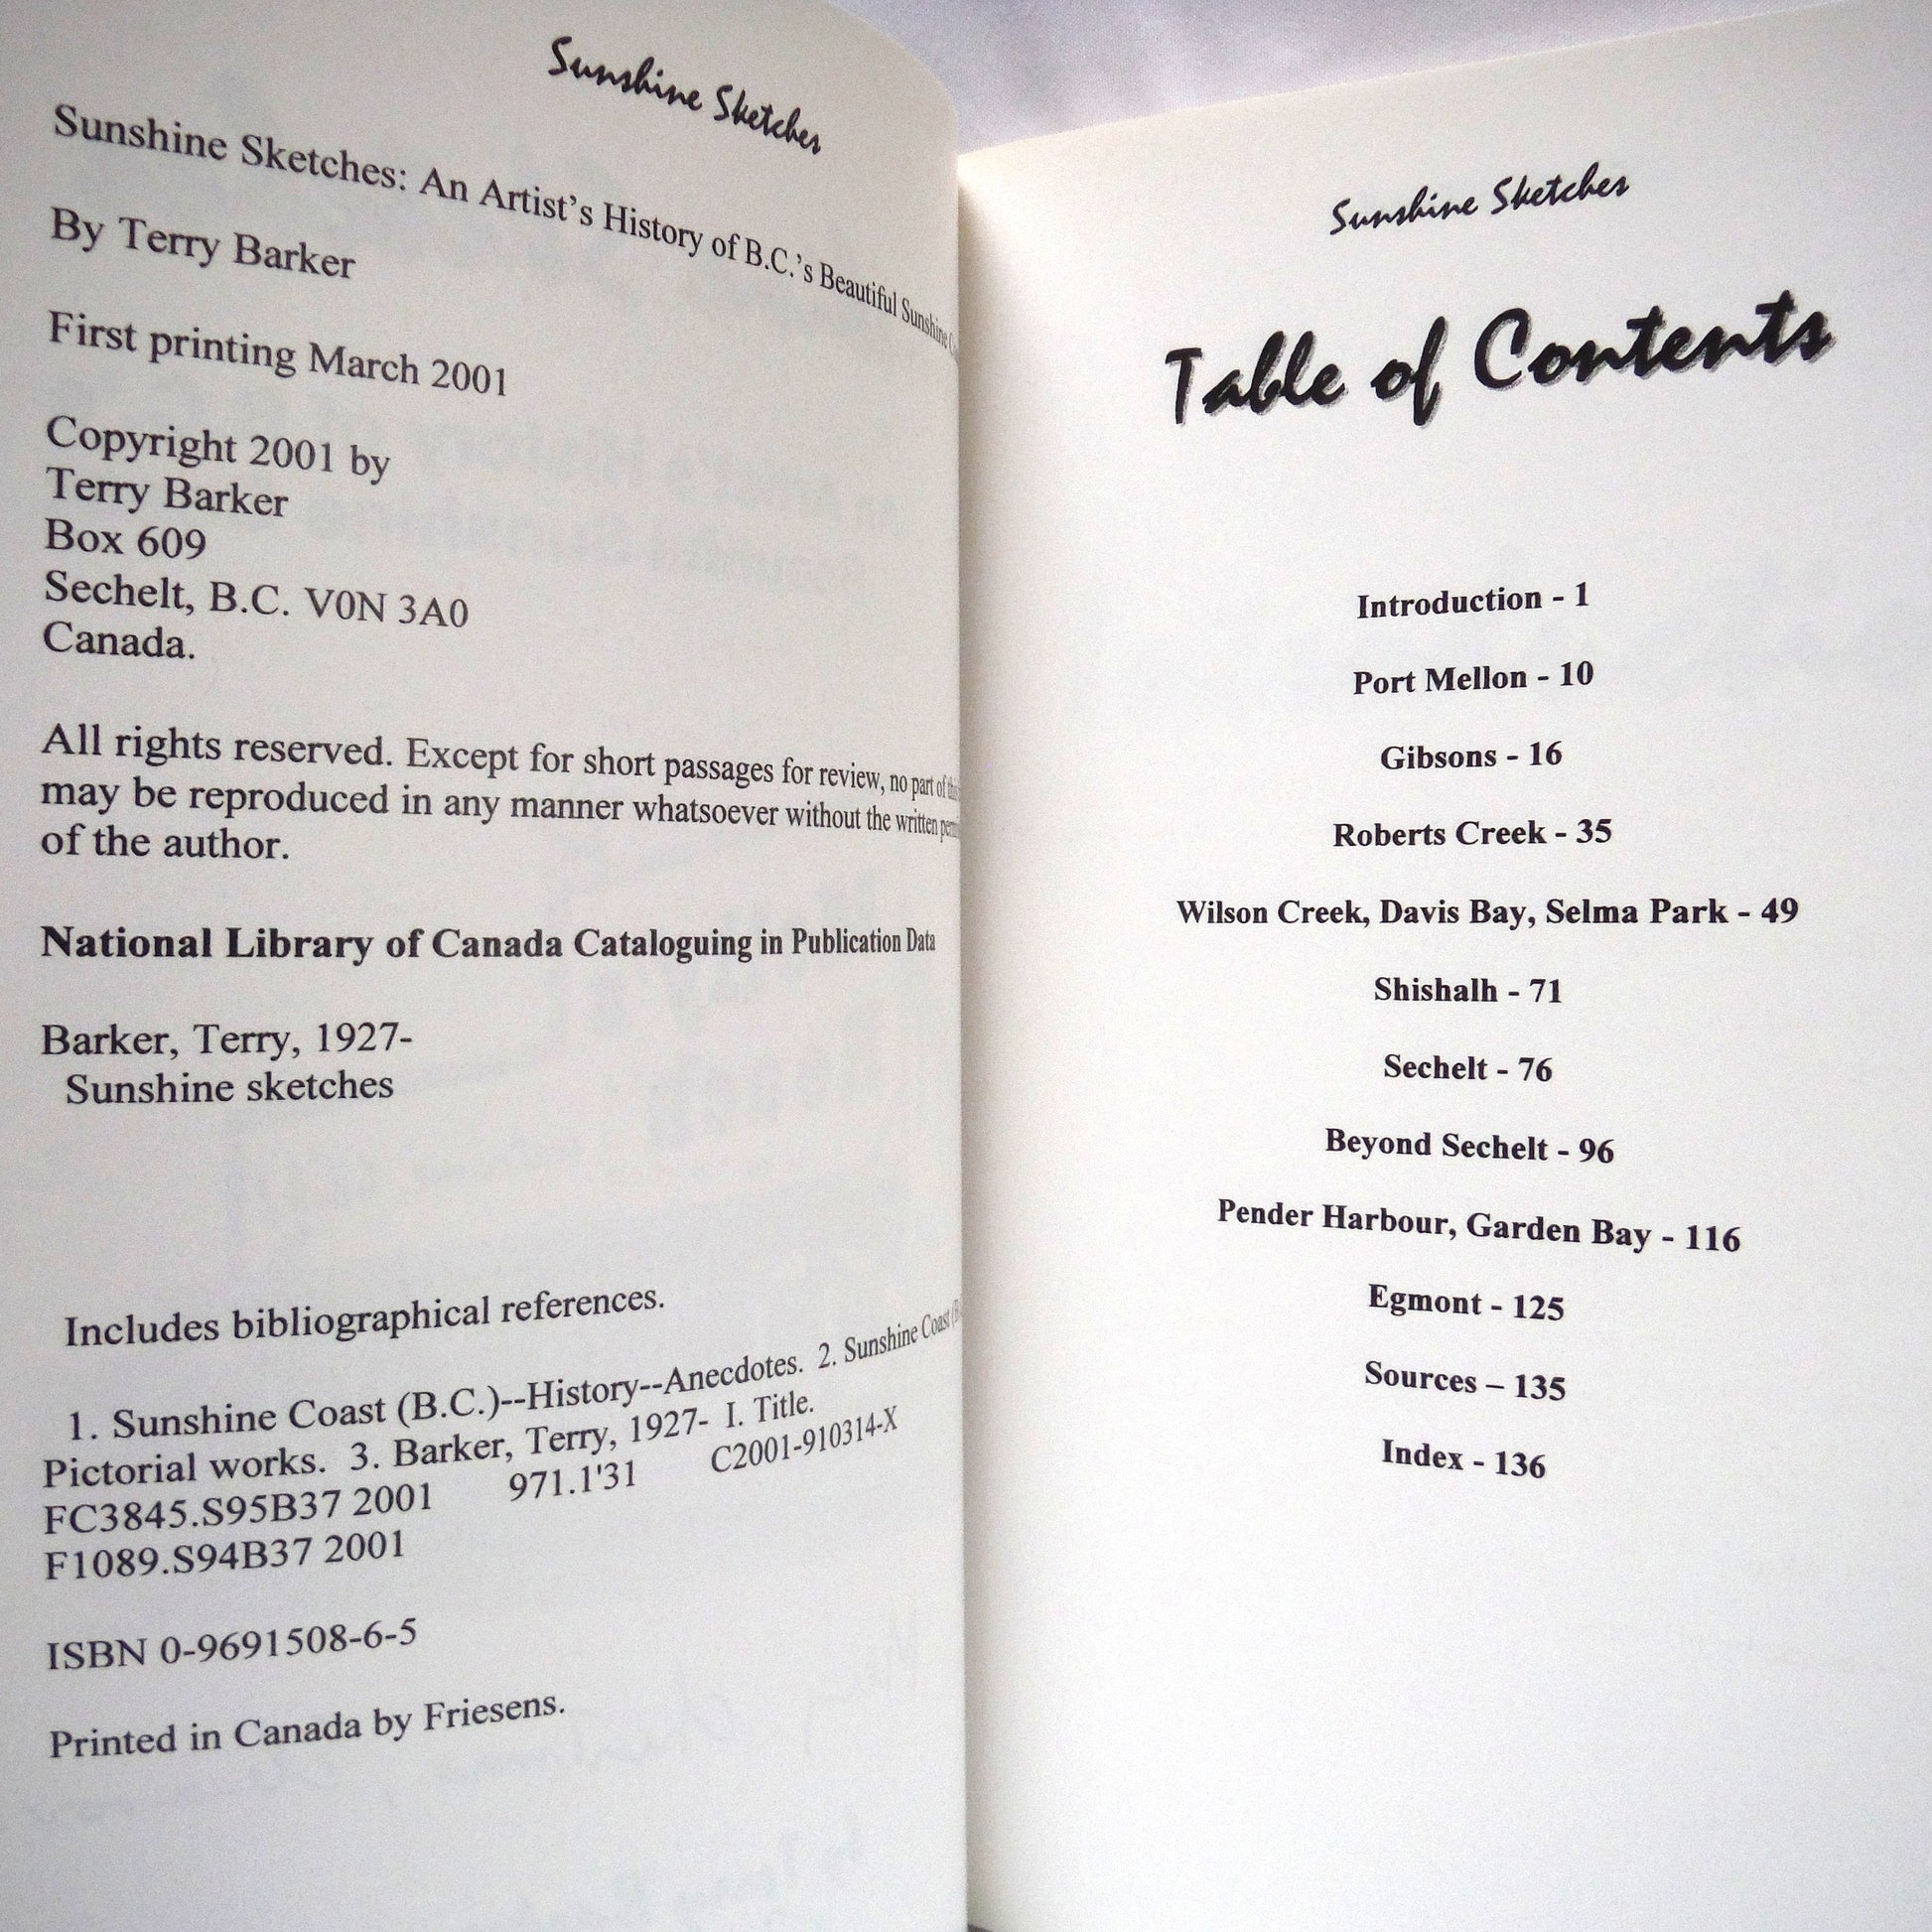 Sunshine Sketches
Sunshine Sketches: An Artist's History of B.C.'s Beautiful Sunshine
By Terry Barker
First printing March 2001
Copyright 2001 by
Terry Barker
Box 609
Sechelt, B.C. V0N 3A0
Canada.
All rights reserved. Except for short passages for review, no part of
may be reproduced in any manner whatsoever without the written
of the author.
National Library of Canada Cataloguing in Publication Data
Barker, Terry, 1927-
Sunshine sketches
Includes bibliographical references.
1. Sunshine Coast (B.C.)--History--Anecdotes. 2. Sunshine Coast
Pictorial works. 3. Barker, Terry, 1927- I. Title.
FC3845.S95B37 2001 971.1'31 C2001-910314-X
F1089.S94B37 2001
ISBN 0-9691508-6-5
Printed in Canada by Friesens.
Sunshine Sketches
Table of Contents
Introduction - 1
Port Mellon - 10
Gibsons - 16
Roberts Creek - 35
Wilson Creek, Davis Bay, Selma Park - 49
Shishalh - 71
Sechelt - 76
Beyond Sechelt - 96
Pender Harbour, Garden Bay - 116
Egmont - 125
Sources – 135
Index - 136